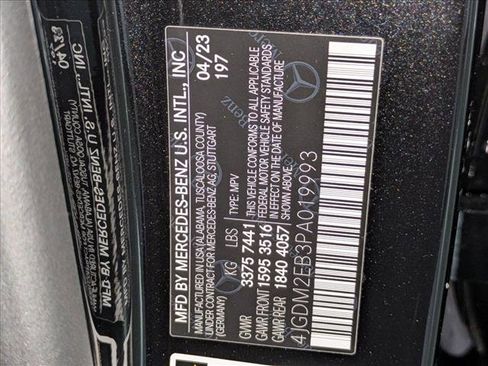 MFD BY MERCEDES-BENZ U.S. INTL., INC
IN USA (ALABAMA, TUSCALOOSA COUNTY)
UNDER CONTRACT FOR MERCEDES-BENZ AG, STUTTGART
(GERMANY)
04/23
197
TYPE: MPV
KG LBS
GVWR 3375 7441
GAWR FRONT 1595 3516
GAWR REAR 1840 4057
THIS VEHICLE CONFORMS TO ALL APPLICABLE
FEDERAL MOTOR VEHICLE SAFETY STANDARDS
IN EFFECT ON THE DATE OF MANUFACTURE
SHOWN ABOVE.
4JGDM2EB3PA019993